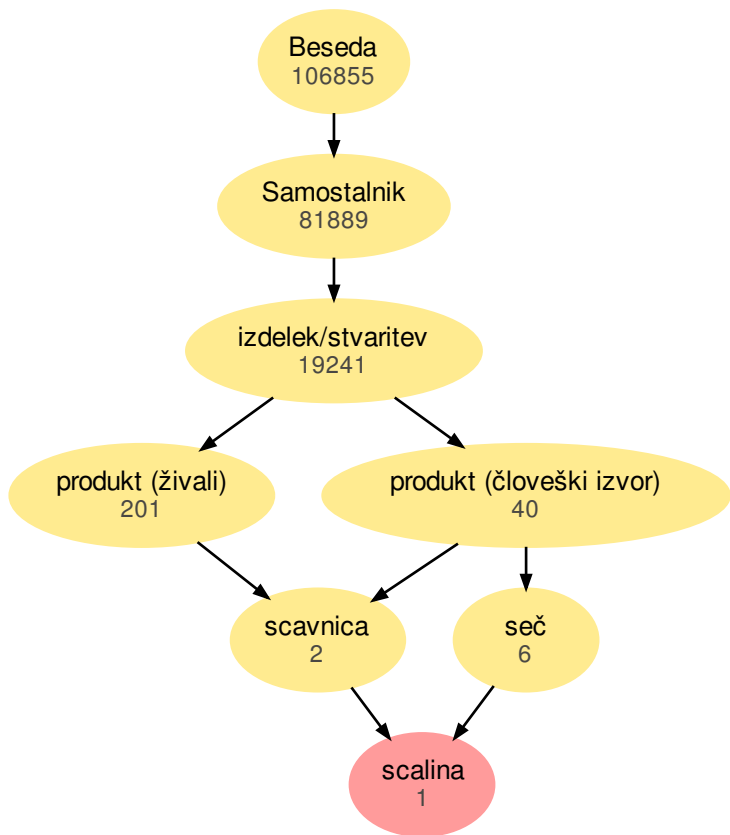 Beseda
106855
Samostalnik
81889
izdelek/stvaritev
19241
produkt (živali)
201
produkt (človeški izvor)
40
scavnica
2
seč
6
scalina
1